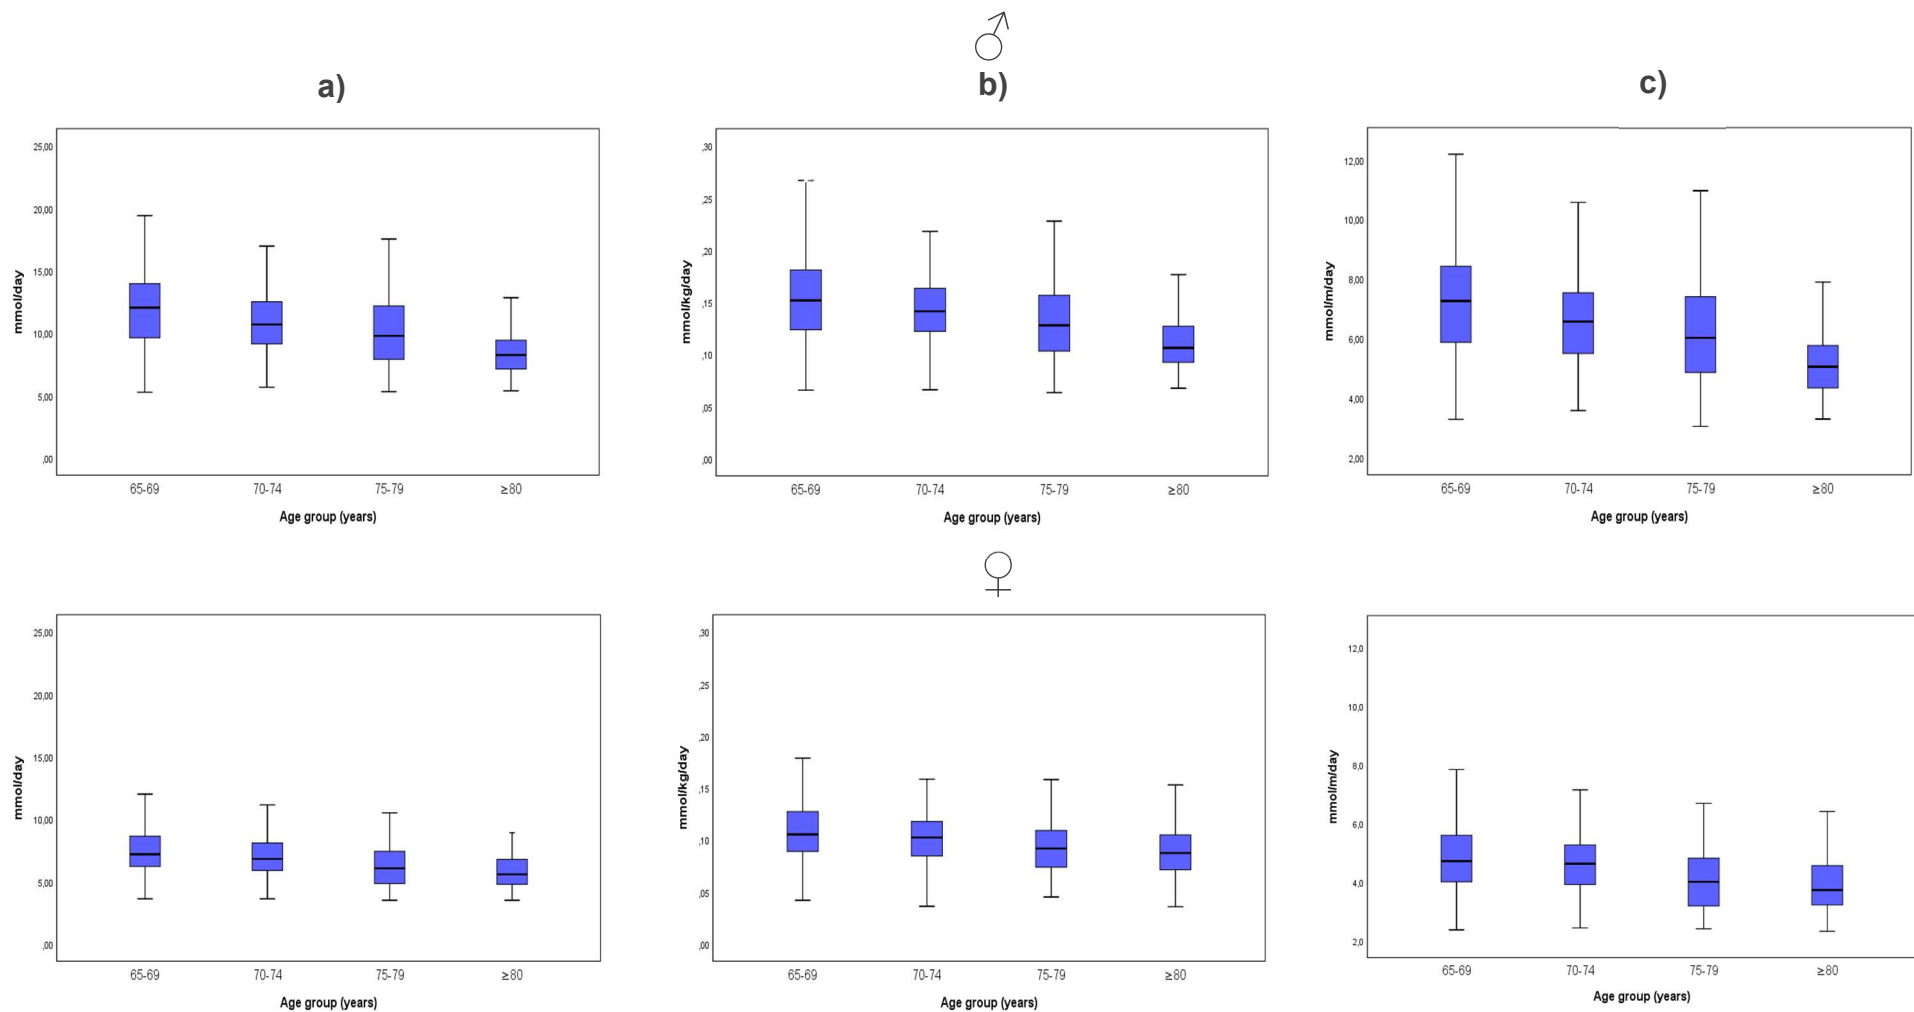 ♂
a) b) c)
mmol/day
25,00
20,00
15,00
10,00
5,00
,00
65-69 70-74 75-79 ≥80
Age group (years)
mmol/kg/day
,30
,25
,20
,15
,10
,05
,00
65-69 70-74 75-79 ≥80
Age group (years)
mmol/m/day
12,00
10,00
8,00
6,00
4,00
2,00
65-69 70-74 75-79 ≥80
Age group (years)
♀
mmol/day
25,00
20,00
15,00
10,00
5,00
,00
65-69 70-74 75-79 ≥80
Age group (years)
mmol/kg/day
,30
,25
,20
,15
,10
,05
,00
65-69 70-74 75-79 ≥80
Age group (years)
mmol/m/day
12,0
10,0
8,0
6,0
4,0
2,0
65-69 70-74 75-79 ≥80
Age group (years)